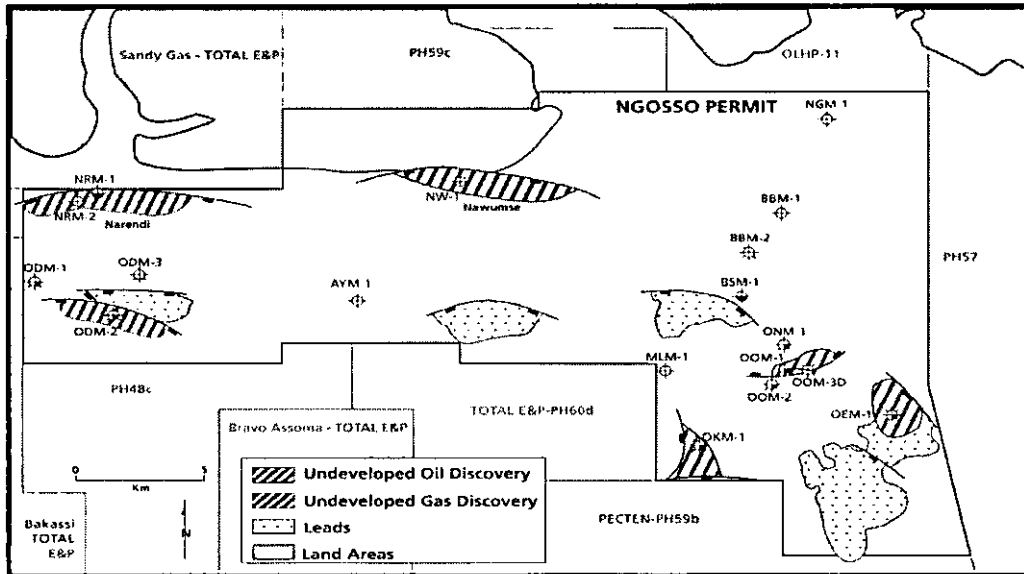 Sandy Gas - TOTAL E&P
PH59c
OLHP-11
NGOSSO PERMIT
NGM 1
NRM-1
NRM-2
Narendi
NW-1
Nawumse
BBM-1
BBM-2
PH57
ODM-1
ODM-3
AYM 1
BSM-1
ODM-2
ONM 1
MLM-1
OOM-1
OOM-3D
OOM-2
PH48c
TOTAL E&P-PH60d
OEM-1
Bravo Assoma - TOTAL E&P
OKM-1
0 5
Km
N
Undeveloped Oil Discovery
Undeveloped Gas Discovery
Leads
Land Areas
PECTEN-PH59b
Bakassi
TOTAL
E&P